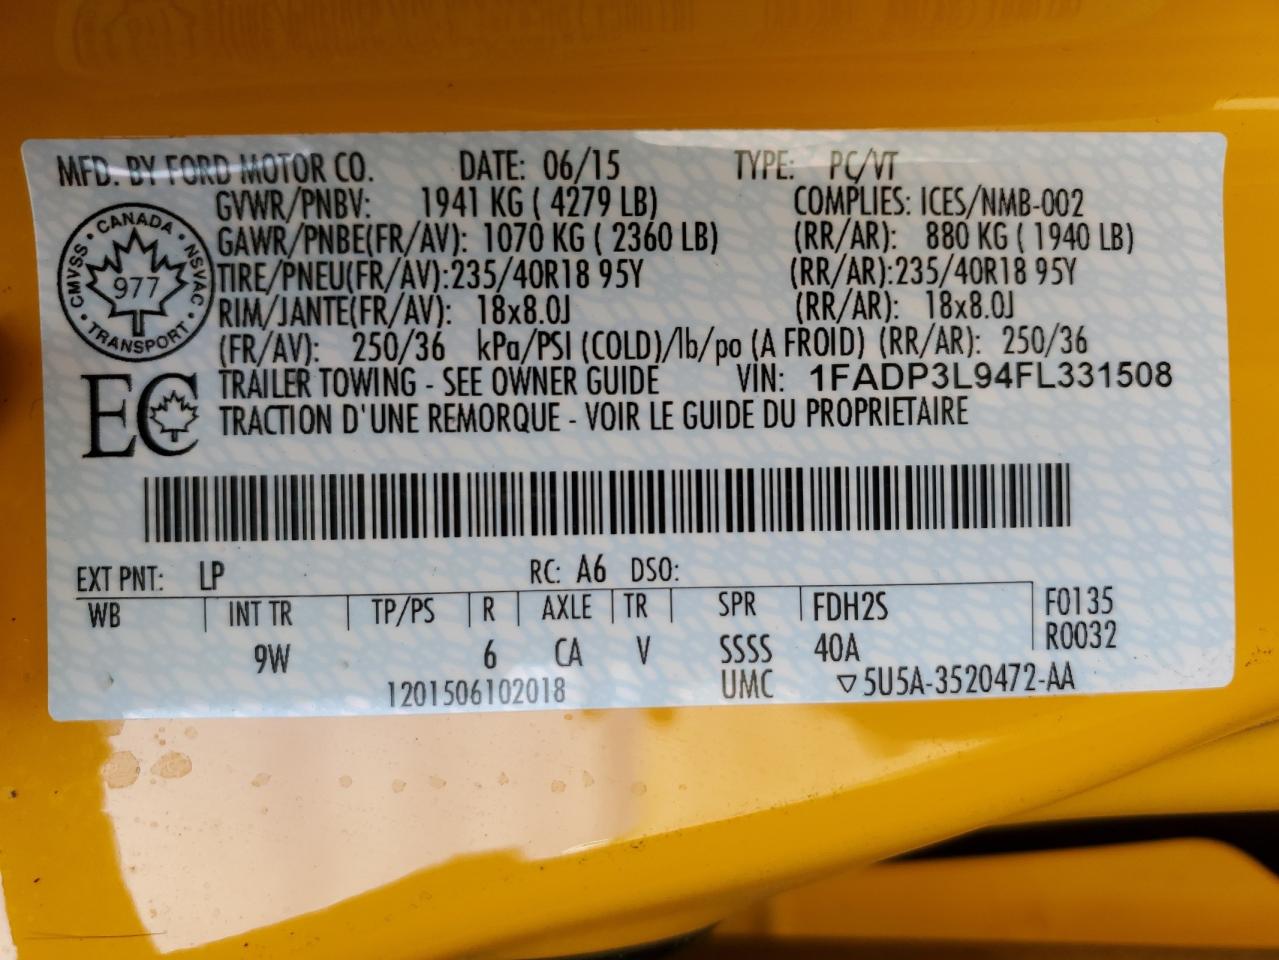 MFD. BY FORD MOTOR CO. DATE: 06/15 TYPE: PC/VT
GVWR/PNBV: 1941 KG ( 4279 LB) COMPLIES: ICES/NMB-002
GAWR/PNBE(FR/AV): 1070 KG ( 2360 LB) (RR/AR): 880 KG ( 1940 LB)
TIRE/PNEU(FR/AV): 235/40R18 95Y (RR/AR): 235/40R18 95Y
RIM/JANTE(FR/AV): 18x8.0J (RR/AR): 18x8.0J
(FR/AV): 250/36 kPa/PSI (COLD)/lb/po (A FROID) (RR/AR): 250/36
TRAILER TOWING - SEE OWNER GUIDE VIN: 1FADP3L94FL331508
TRACTION D'UNE REMORQUE - VOIR LE GUIDE DU PROPRIETAIRE
CMVSS • CANADA • NSVAC • TRANSPORT •
977
EC
EXT PNT: LP RC: A6 DSO:
WB INT TR TP/PS R AXLE TR SPR FDH2S F0135
9W 6 CA V SSSS 40A R0032
1201506102018 UMC ▽5U5A-3520472-AA